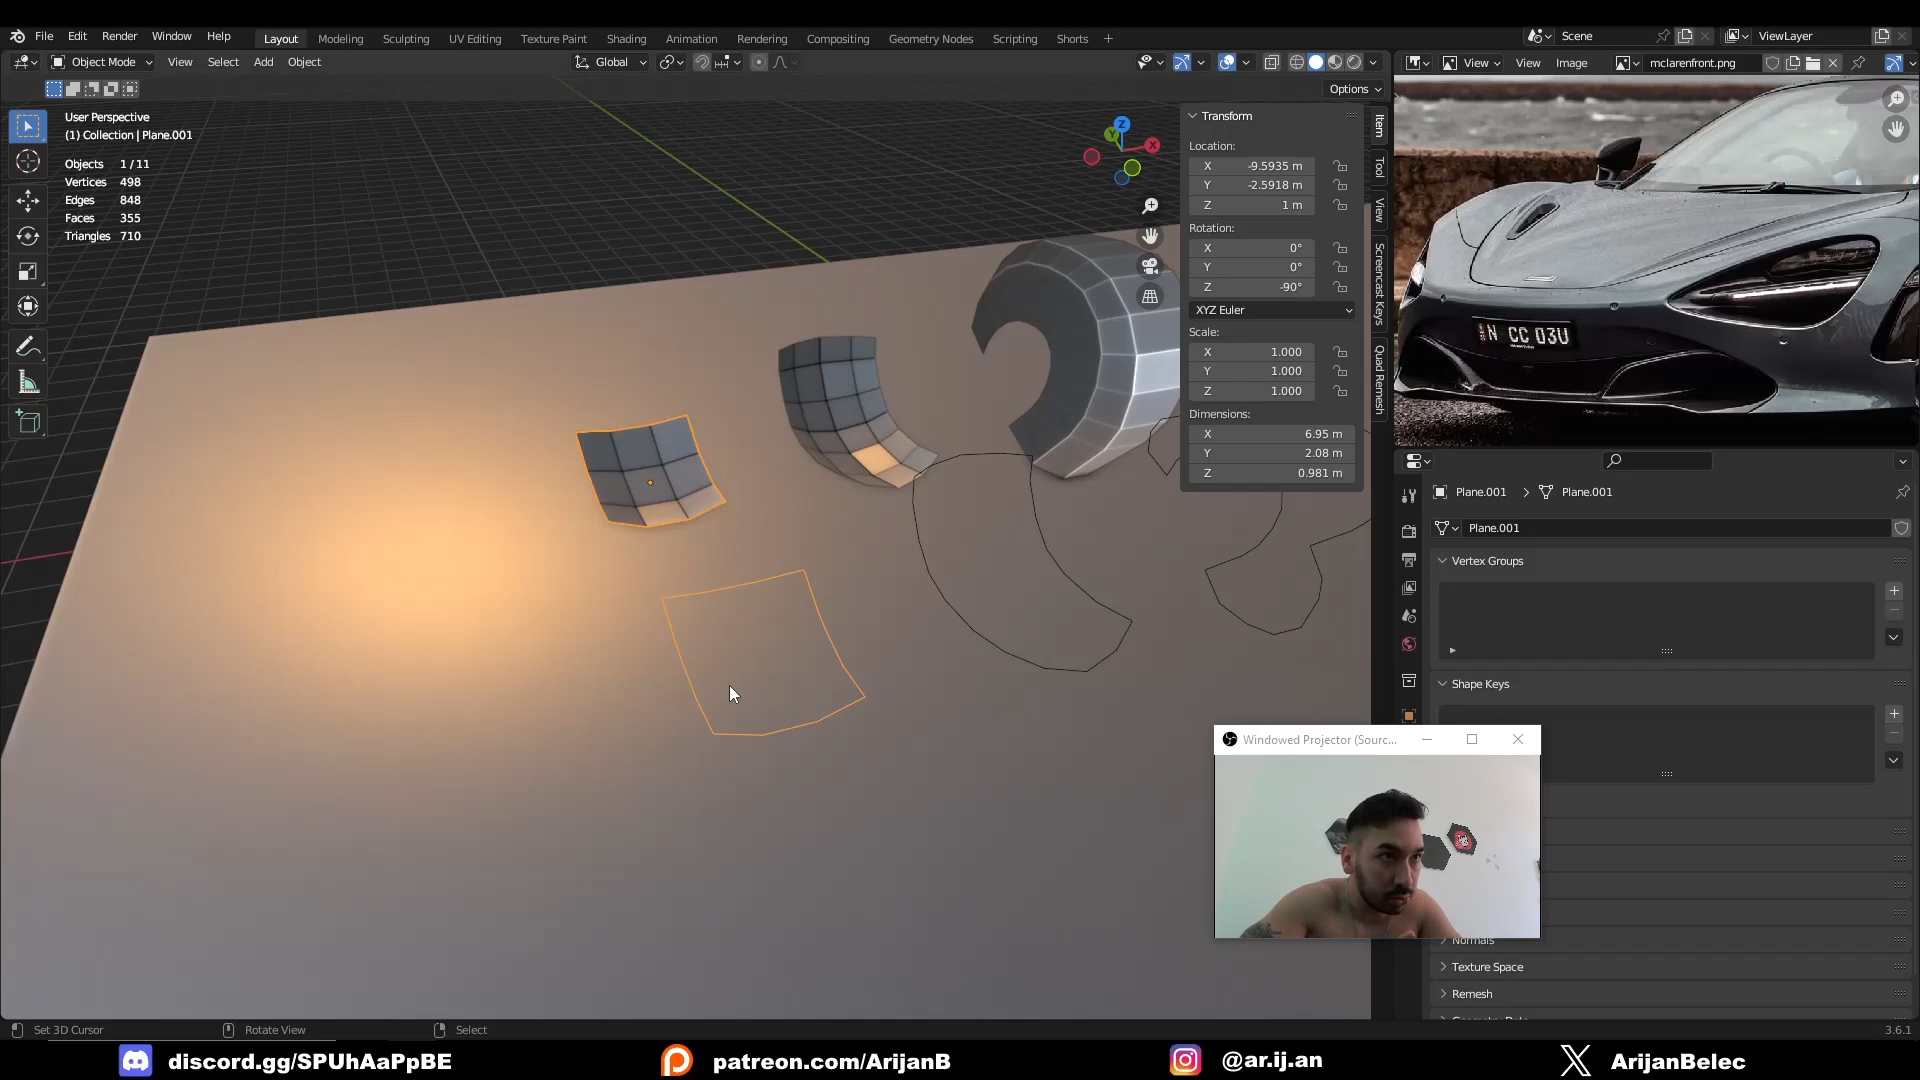 File Edit Render Window Help Layout Modeling Sculpting UV Editing Texture Paint Shading Animation Rendering Compositing Geometry Nodes Scripting Shorts + Scene ViewLayer
Object Mode View Select Add Object Global View View Image mclarenfront.png
Options
User Perspective
(1) Collection | Plane.001
Objects 1 / 11
Vertices 498
Edges 848
Faces 355
Triangles 710
Z
Y
X
Transform
Location:
X -9.5935 m
Y -2.5918 m
Z 1 m
Rotation:
X 0°
Y 0°
Z -90°
XYZ Euler
Scale:
X 1.000
Y 1.000
Z 1.000
Dimensions:
X 6.95 m
Y 2.08 m
Z 0.981 m
Item
Tool
View
Screencast Keys
Quad Remesh
N CC 03U
Plane.001 > Plane.001
Plane.001
Vertex Groups
Shape Keys
Windowed Projector (Sourc...
Normals
Texture Space
Remesh
Set 3D Cursor Rotate View Select 3.6.1
discord.gg/SPUhAaPpBE patreon.com/ArijanB @ar.ij.an ArijanBelec